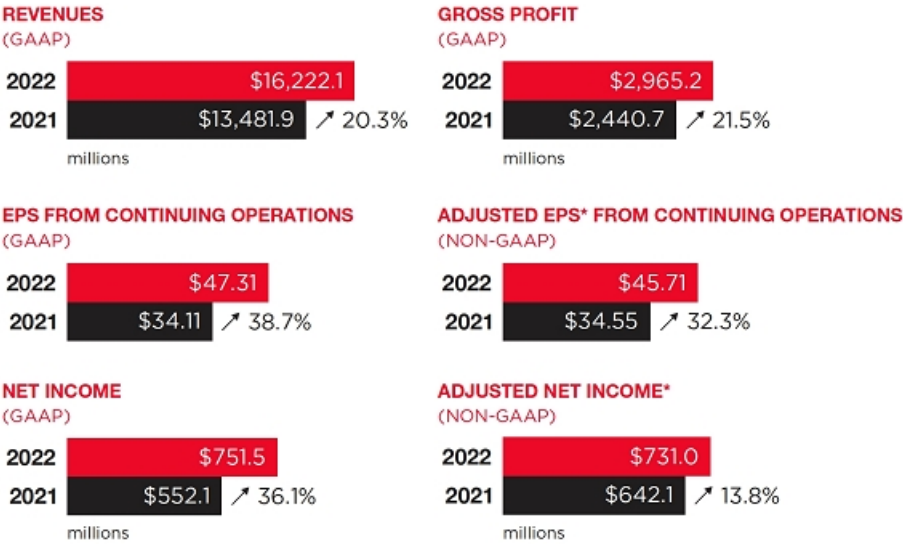 REVENUES
(GAAP)
2022 $16,222.1
2021 $13,481.9 ↗ 20.3%
millions
GROSS PROFIT
(GAAP)
2022 $2,965.2
2021 $2,440.7 ↗ 21.5%
millions
EPS FROM CONTINUING OPERATIONS
(GAAP)
2022 $47.31
2021 $34.11 ↗ 38.7%
ADJUSTED EPS* FROM CONTINUING OPERATIONS
(NON-GAAP)
2022 $45.71
2021 $34.55 ↗ 32.3%
NET INCOME
(GAAP)
2022 $751.5
2021 $552.1 ↗ 36.1%
millions
ADJUSTED NET INCOME*
(NON-GAAP)
2022 $731.0
2021 $642.1 ↗ 13.8%
millions